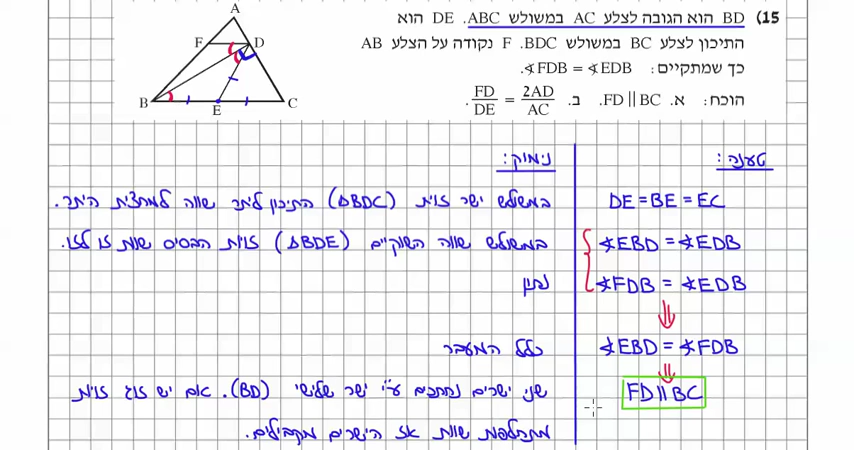 15) BD הוא הגובה לצלע AC במשולש ABC. DE הוא
התיכון לצלע BC במשולש BDC. F נקודה על הצלע AB
כך שמתקיים: ∢FDB = ∢EDB.
הוכח: א. FD || BC. ב. FD/DE = 2AD/AC.
A
F
D
B
E
C
טענה:
נימוק:
DE = BE = EC
במשולש ישר זוית (ΔBDC) התיכון ליתר שווה למחצית היתר.
∢EBD = ∢EDB
במשולש שווה השוקיים (ΔBDE) זוית הבסיס שוות זו לזו.
∢FDB = ∢EDB
נתון
⇓
∢EBD = ∢FDB
כלל המעבר
⇓
FD || BC
שני ישרים נחתכים ע"י ישר שלישי (BD). אם יש זוג זוית
מתחלפות שוות אז הישרים מקבילים.